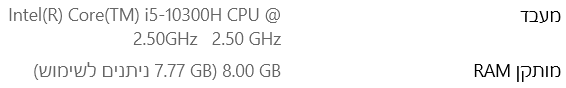 מעבד Intel(R) Core(TM) i5-10300H CPU @
2.50GHz 2.50 GHz
מותקן RAM 8.00 GB (7.77 GB ניתנים לשימוש)